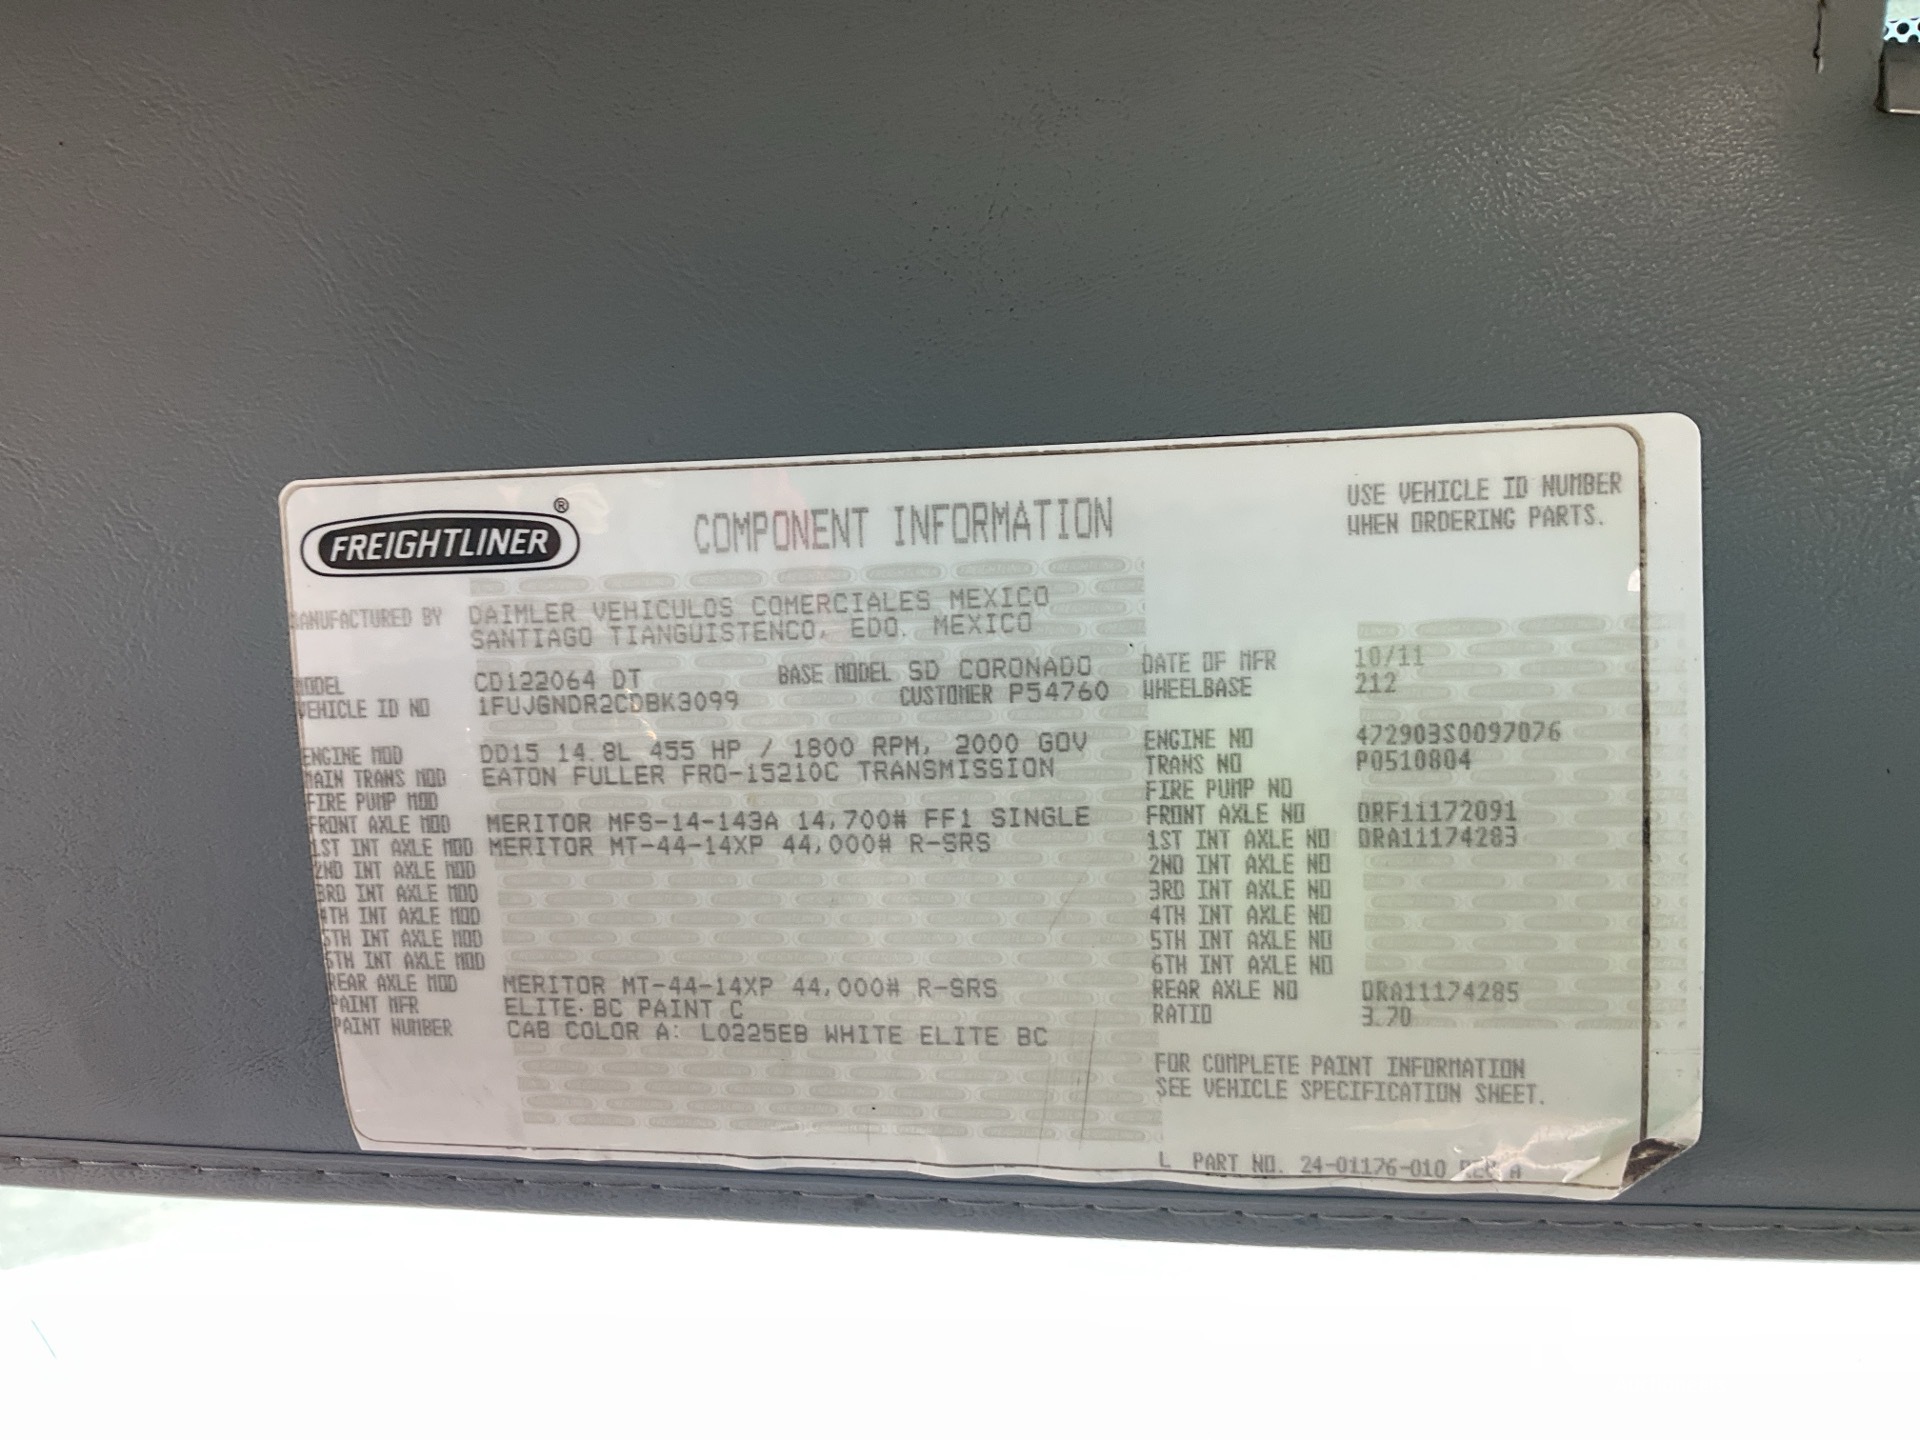 FREIGHTLINER®
COMPONENT INFORMATION
USE VEHICLE ID NUMBER
WHEN ORDERING PARTS.
MANUFACTURED BY DAIMLER VEHICULOS COMERCIALES MEXICO
SANTIAGO TIANGUISTENCO, EDO. MEXICO
MODEL CD122064 DT BASE MODEL SD CORONADO DATE OF MFR 10/11
VEHICLE ID NO 1FUJGNDR2CDBK3099 CUSTOMER P54760 WHEELBASE 212
ENGINE MOD DD15 14.8L 455 HP / 1800 RPM, 2000 GOV ENGINE NO 472903S0097076
MAIN TRANS MOD EATON FULLER FRO-15210C TRANSMISSION TRANS NO P0510804
FIRE PUMP MOD FIRE PUMP NO
FRONT AXLE MOD MERITOR MFS-14-143A 14,700# FF1 SINGLE FRONT AXLE NO DRF11172091
1ST INT AXLE MOD MERITOR MT-44-14XP 44,000# R-SRS 1ST INT AXLE NO DRA11174283
2ND INT AXLE MOD 2ND INT AXLE NO
3RD INT AXLE MOD 3RD INT AXLE NO
4TH INT AXLE MOD 4TH INT AXLE NO
5TH INT AXLE MOD 5TH INT AXLE NO
6TH INT AXLE MOD 6TH INT AXLE NO
REAR AXLE MOD MERITOR MT-44-14XP 44,000# R-SRS REAR AXLE NO DRA11174285
PAINT MFR ELITE BC PAINT C RATIO 3.70
PAINT NUMBER CAB COLOR A: L0225EB WHITE ELITE BC
FOR COMPLETE PAINT INFORMATION
SEE VEHICLE SPECIFICATION SHEET.
L PART NO. 24-01176-010 REV A